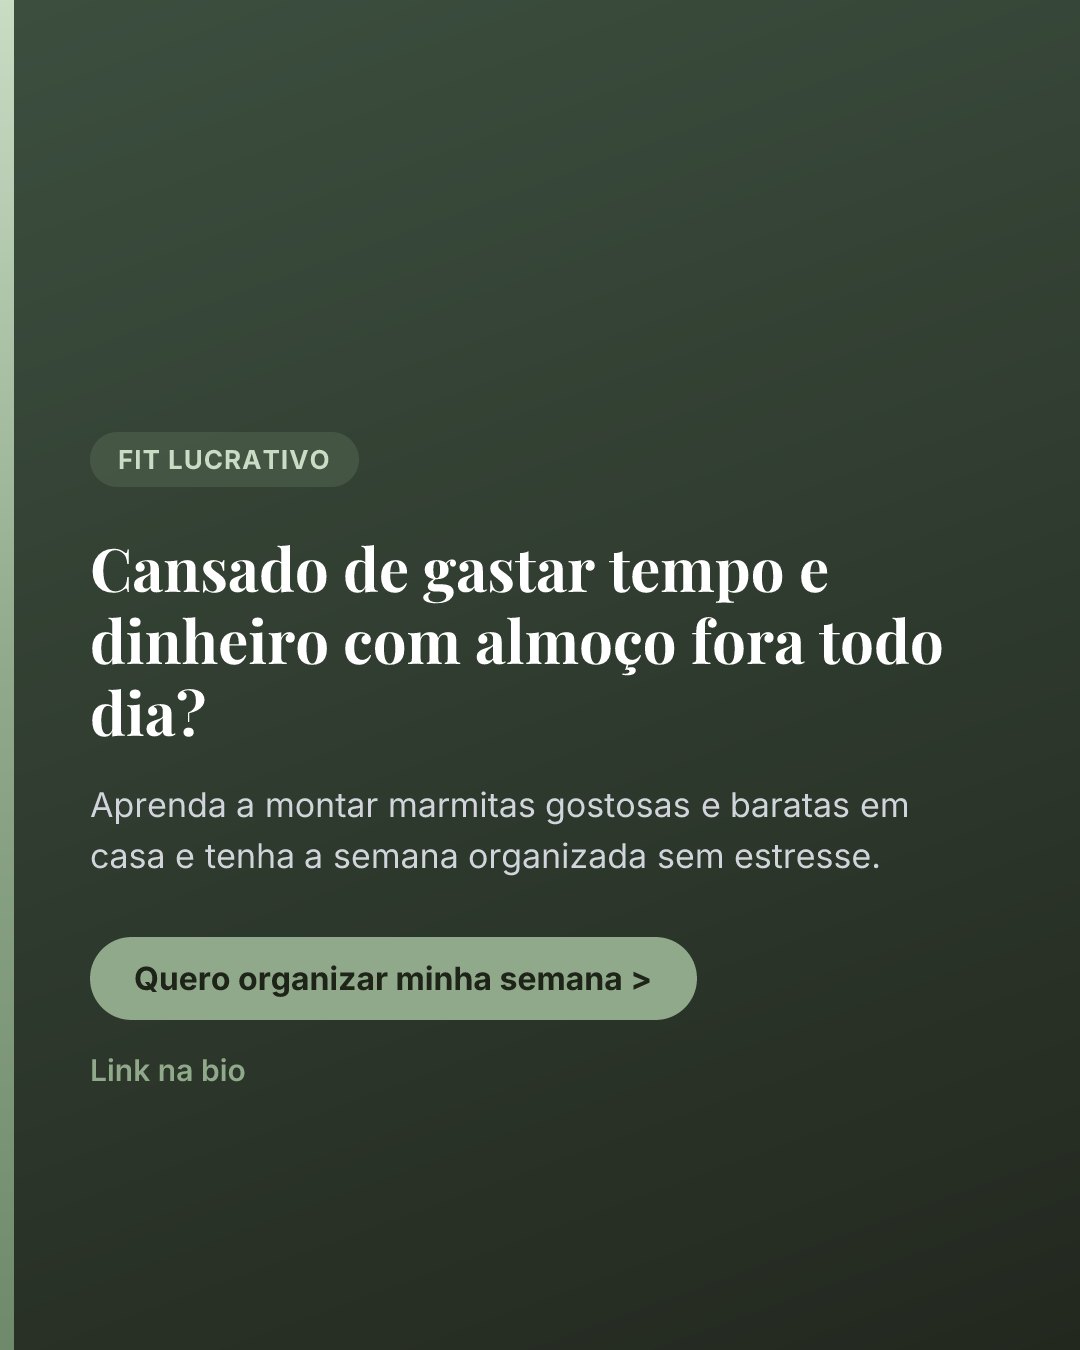 FIT LUCRATIVO
Cansado de gastar tempo e
dinheiro com almoço fora todo
dia?
Aprenda a montar marmitas gostosas e baratas em
casa e tenha a semana organizada sem estresse.
Quero organizar minha semana >
Link na bio